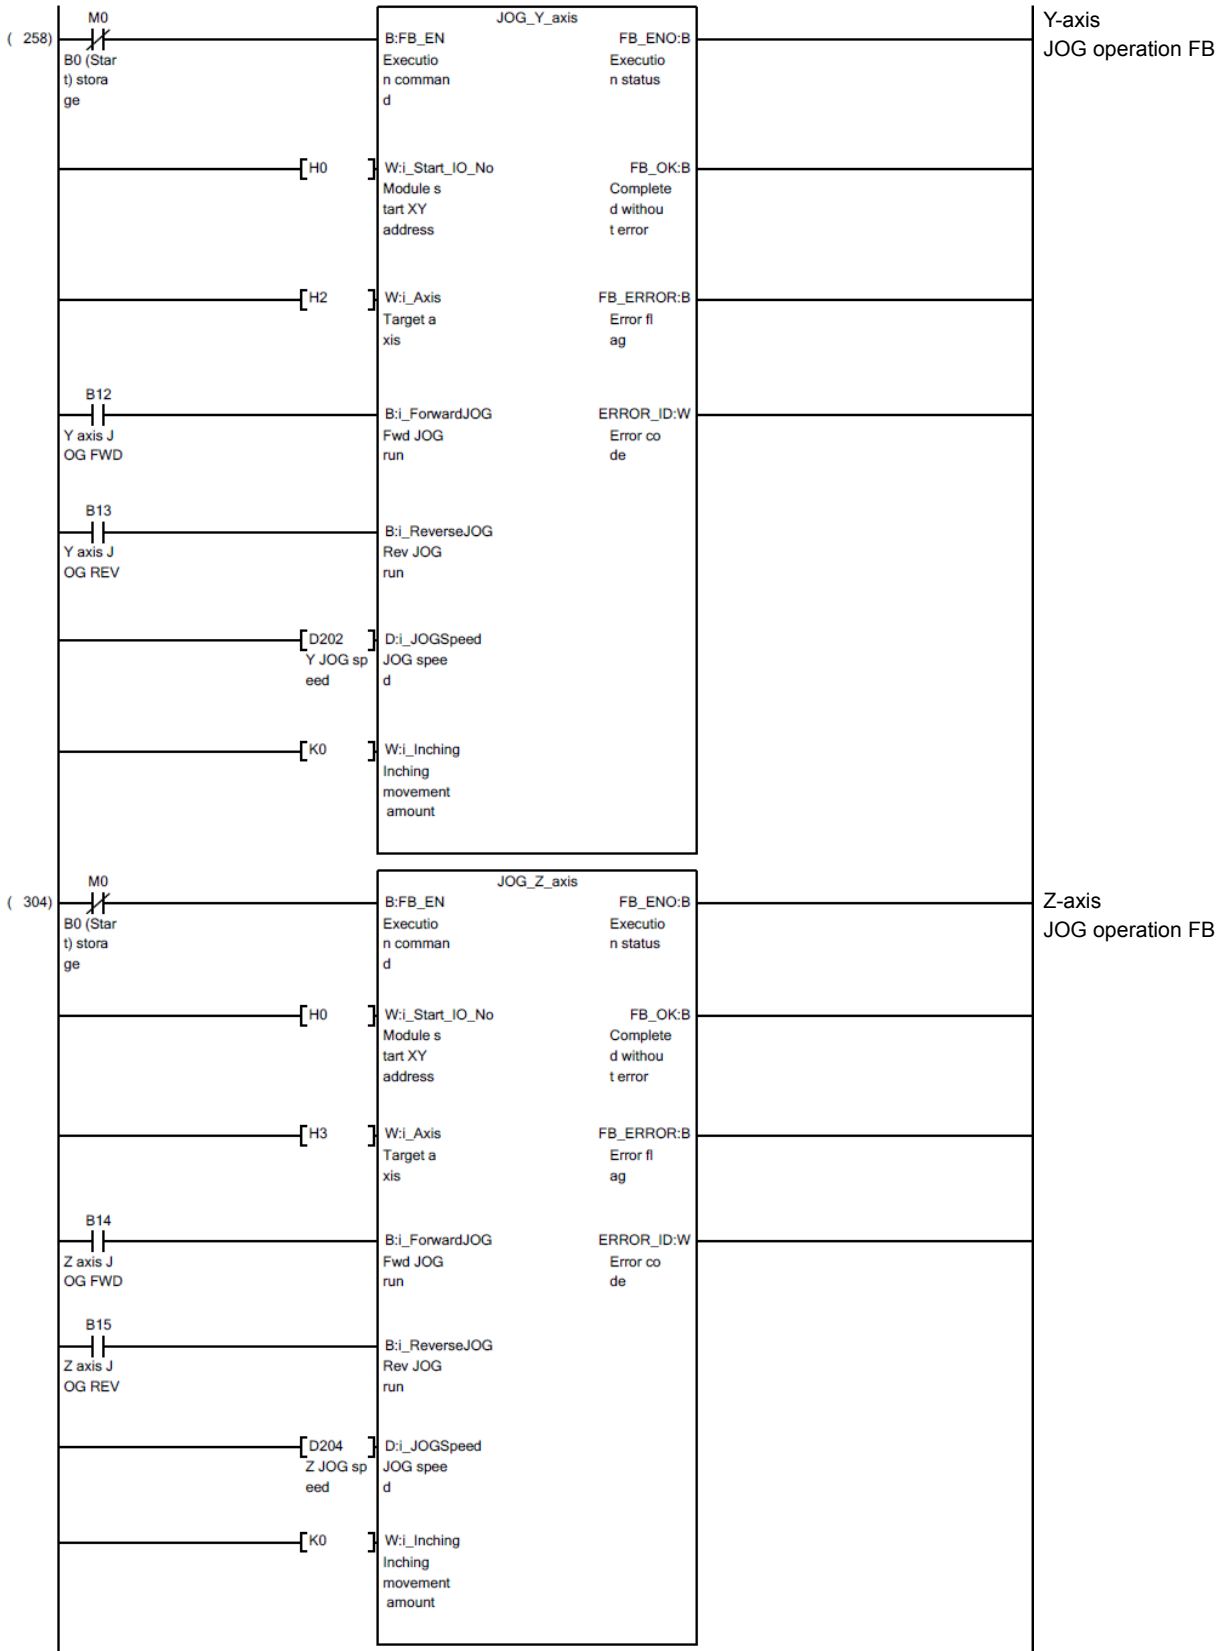 M0
JOG_Y_axis
Y-axis
( 258)
B:FB_EN
FB_ENO:B
JOG operation FB
B0 (Star
t) stora
ge
Executio
n comman
d
Executio
n status
H0
W:i_Start_IO_No
Module s
tart XY
address
FB_OK:B
Complete
d withou
t error
H2
W:i_Axis
Target a
xis
FB_ERROR:B
Error fl
ag
B12
Y axis J
OG FWD
B:i_ForwardJOG
Fwd JOG
run
ERROR_ID:W
Error co
de
B13
Y axis J
OG REV
B:i_ReverseJOG
Rev JOG
run
D202
Y JOG sp
eed
D:i_JOGSpeed
JOG spee
d
K0
W:i_Inching
Inching
movement
amount
M0
JOG_Z_axis
( 304)
B:FB_EN
FB_ENO:B
Z-axis
JOG operation FB
B0 (Star
t) stora
ge
Executio
n comman
d
Executio
n status
H0
W:i_Start_IO_No
Module s
tart XY
address
FB_OK:B
Complete
d withou
t error
H3
W:i_Axis
Target a
xis
FB_ERROR:B
Error fl
ag
B14
Z axis J
OG FWD
B:i_ForwardJOG
Fwd JOG
run
ERROR_ID:W
Error co
de
B15
Z axis J
OG REV
B:i_ReverseJOG
Rev JOG
run
D204
Z JOG sp
eed
D:i_JOGSpeed
JOG spee
d
K0
W:i_Inching
Inching
movement
amount